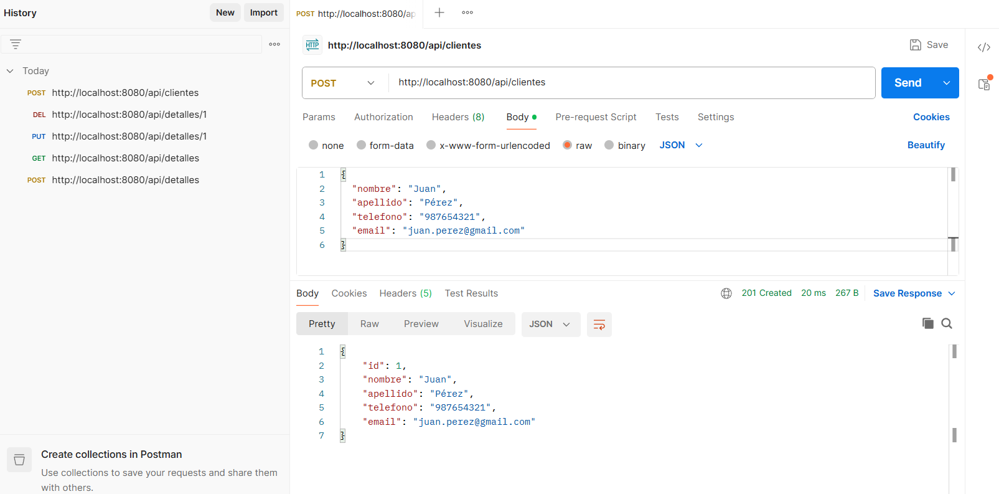 History
New
Import
Today
POST http://localhost:8080/api/clientes
DEL http://localhost:8080/api/detalles/1
PUT http://localhost:8080/api/detalles/1
GET http://localhost:8080/api/detalles
POST http://localhost:8080/api/detalles
Create collections in Postman
Use collections to save your requests and share them
with others.
POST http://localhost:8080/ap
HTTP http://localhost:8080/api/clientes
Save
POST http://localhost:8080/api/clientes
Send
Params Authorization Headers (8) Body Pre-request Script Tests Settings Cookies
none form-data x-www-form-urlencoded raw binary JSON Beautify
1 {
2 "nombre": "Juan",
3 "apellido": "Pérez",
4 "telefono": "987654321",
5 "email": "juan.perez@gmail.com"
6 }
Body Cookies Headers (5) Test Results 201 Created 20 ms 267 B Save Response
Pretty Raw Preview Visualize JSON
1 {
2 "id": 1,
3 "nombre": "Juan",
4 "apellido": "Pérez",
5 "telefono": "987654321",
6 "email": "juan.perez@gmail.com"
7 }